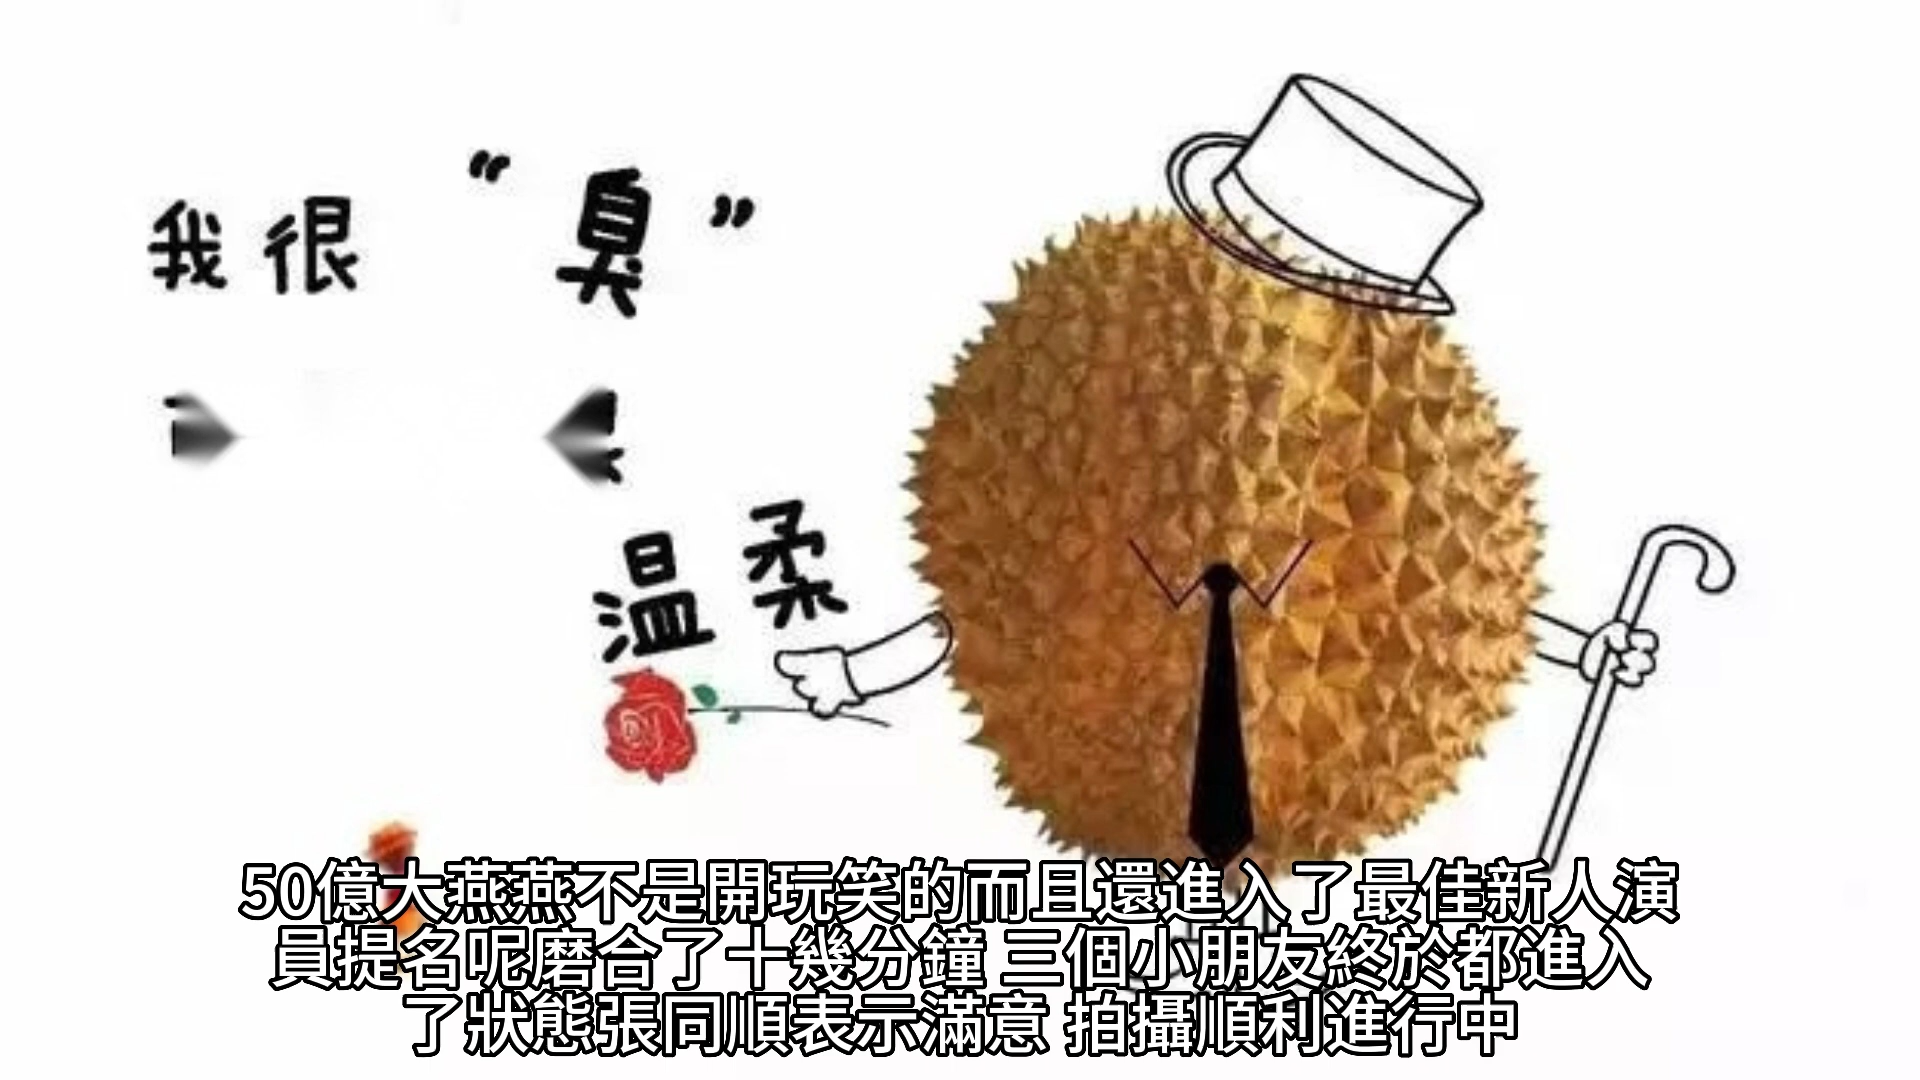 我很“臭”
温柔
50億大燕燕不是開玩笑的而且還進入了最佳新人演
員提名呢磨合了十幾分鐘 三個小朋友終於都進入
了狀態張同順表示滿意 拍攝順利進行中